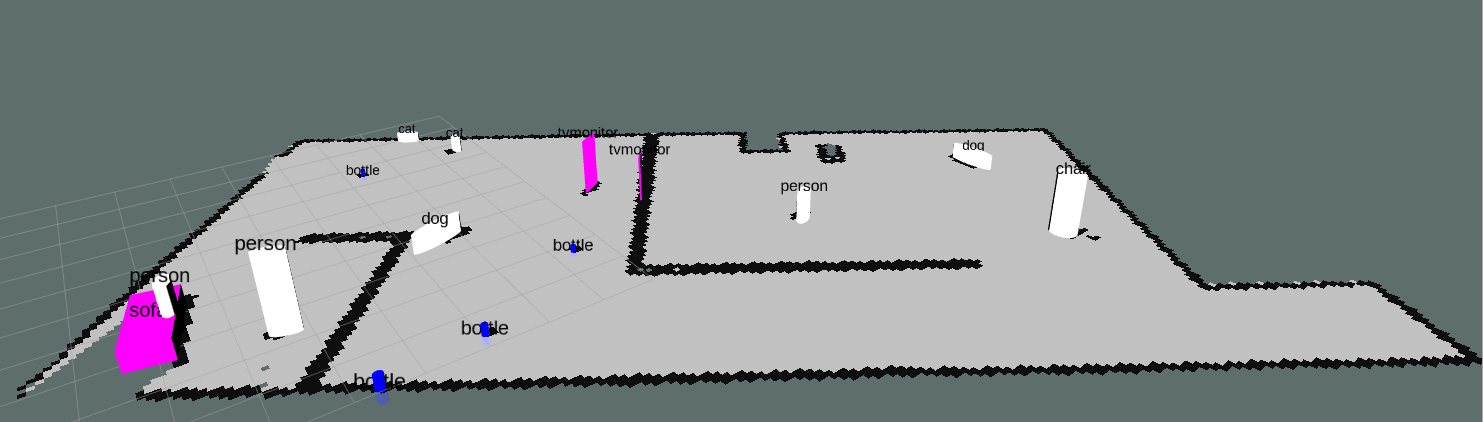 cat
cat
tvmonitor
tvmonitor
dog
bottle
chair
person
dog
person
bottle
person
sofa
bottle
bottle